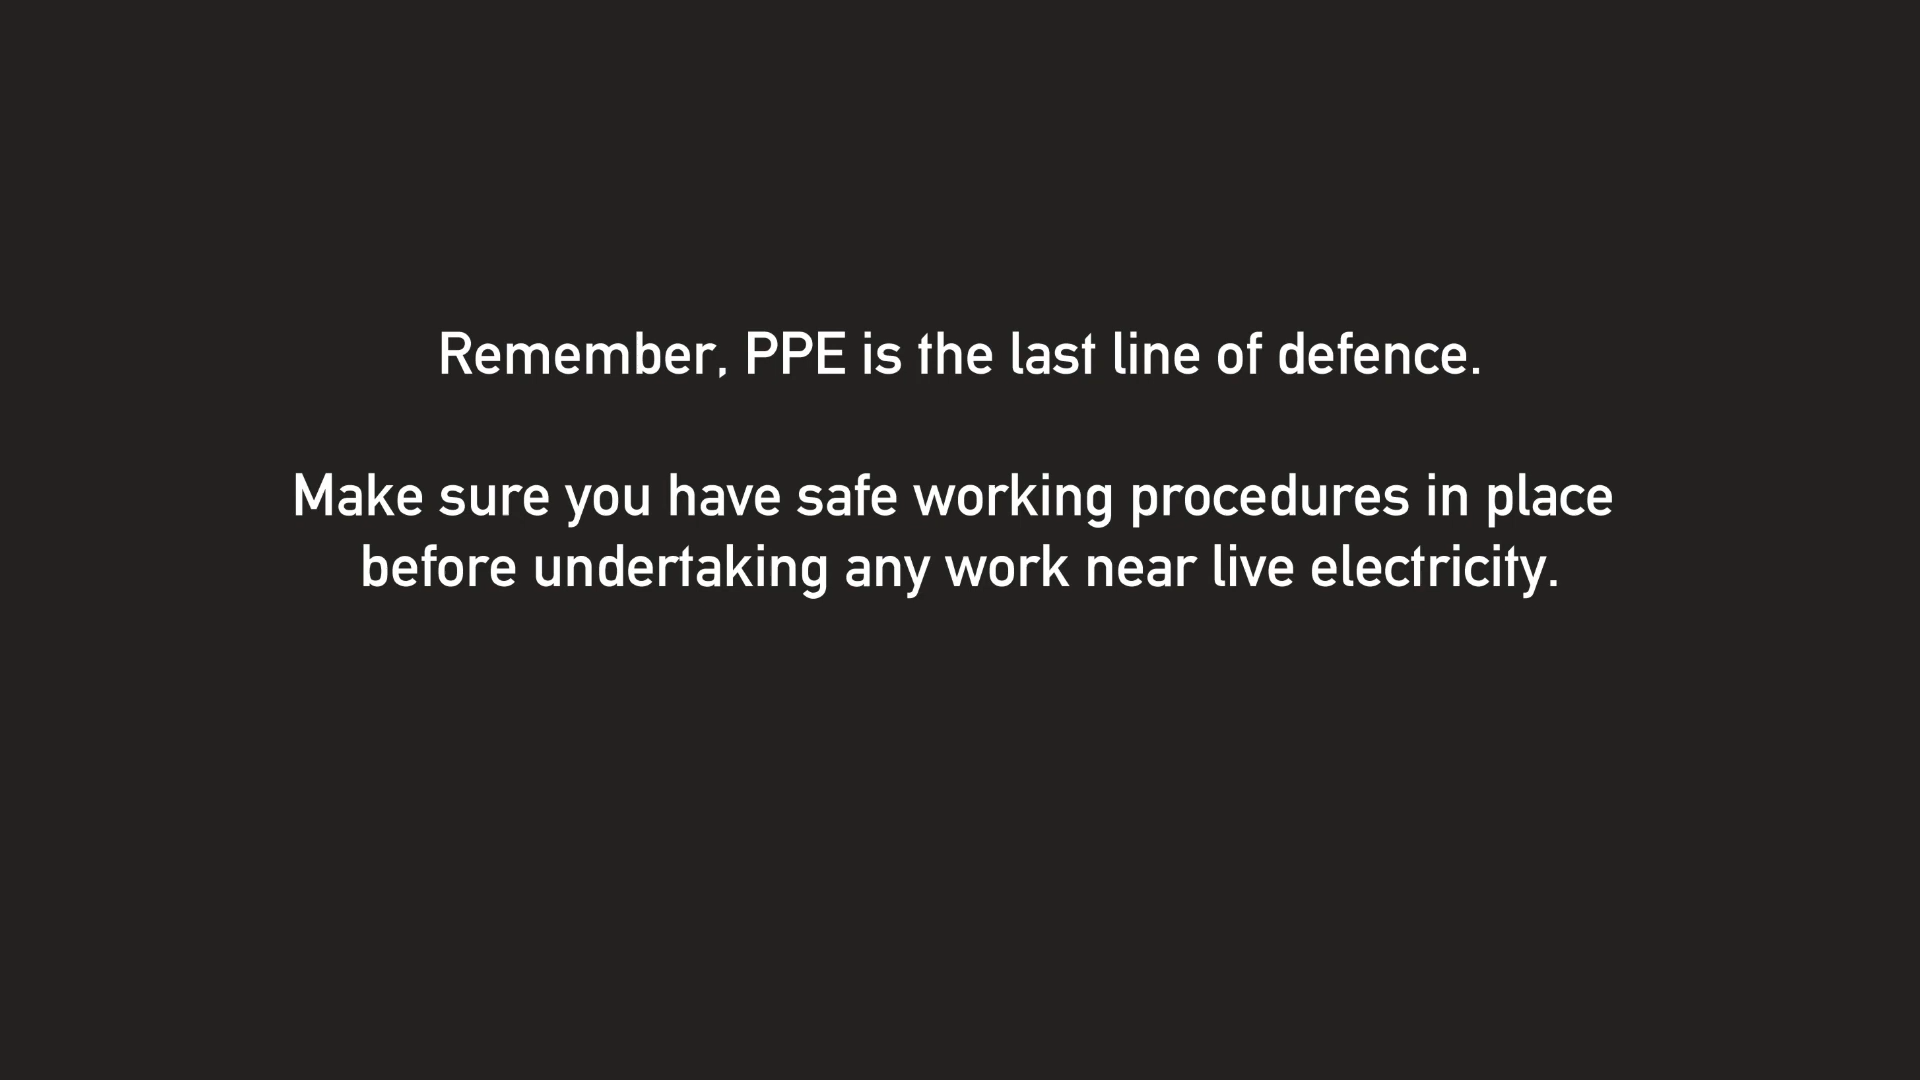 Remember, PPE is the last line of defence.
Make sure you have safe working procedures in place
before undertaking any work near live electricity.